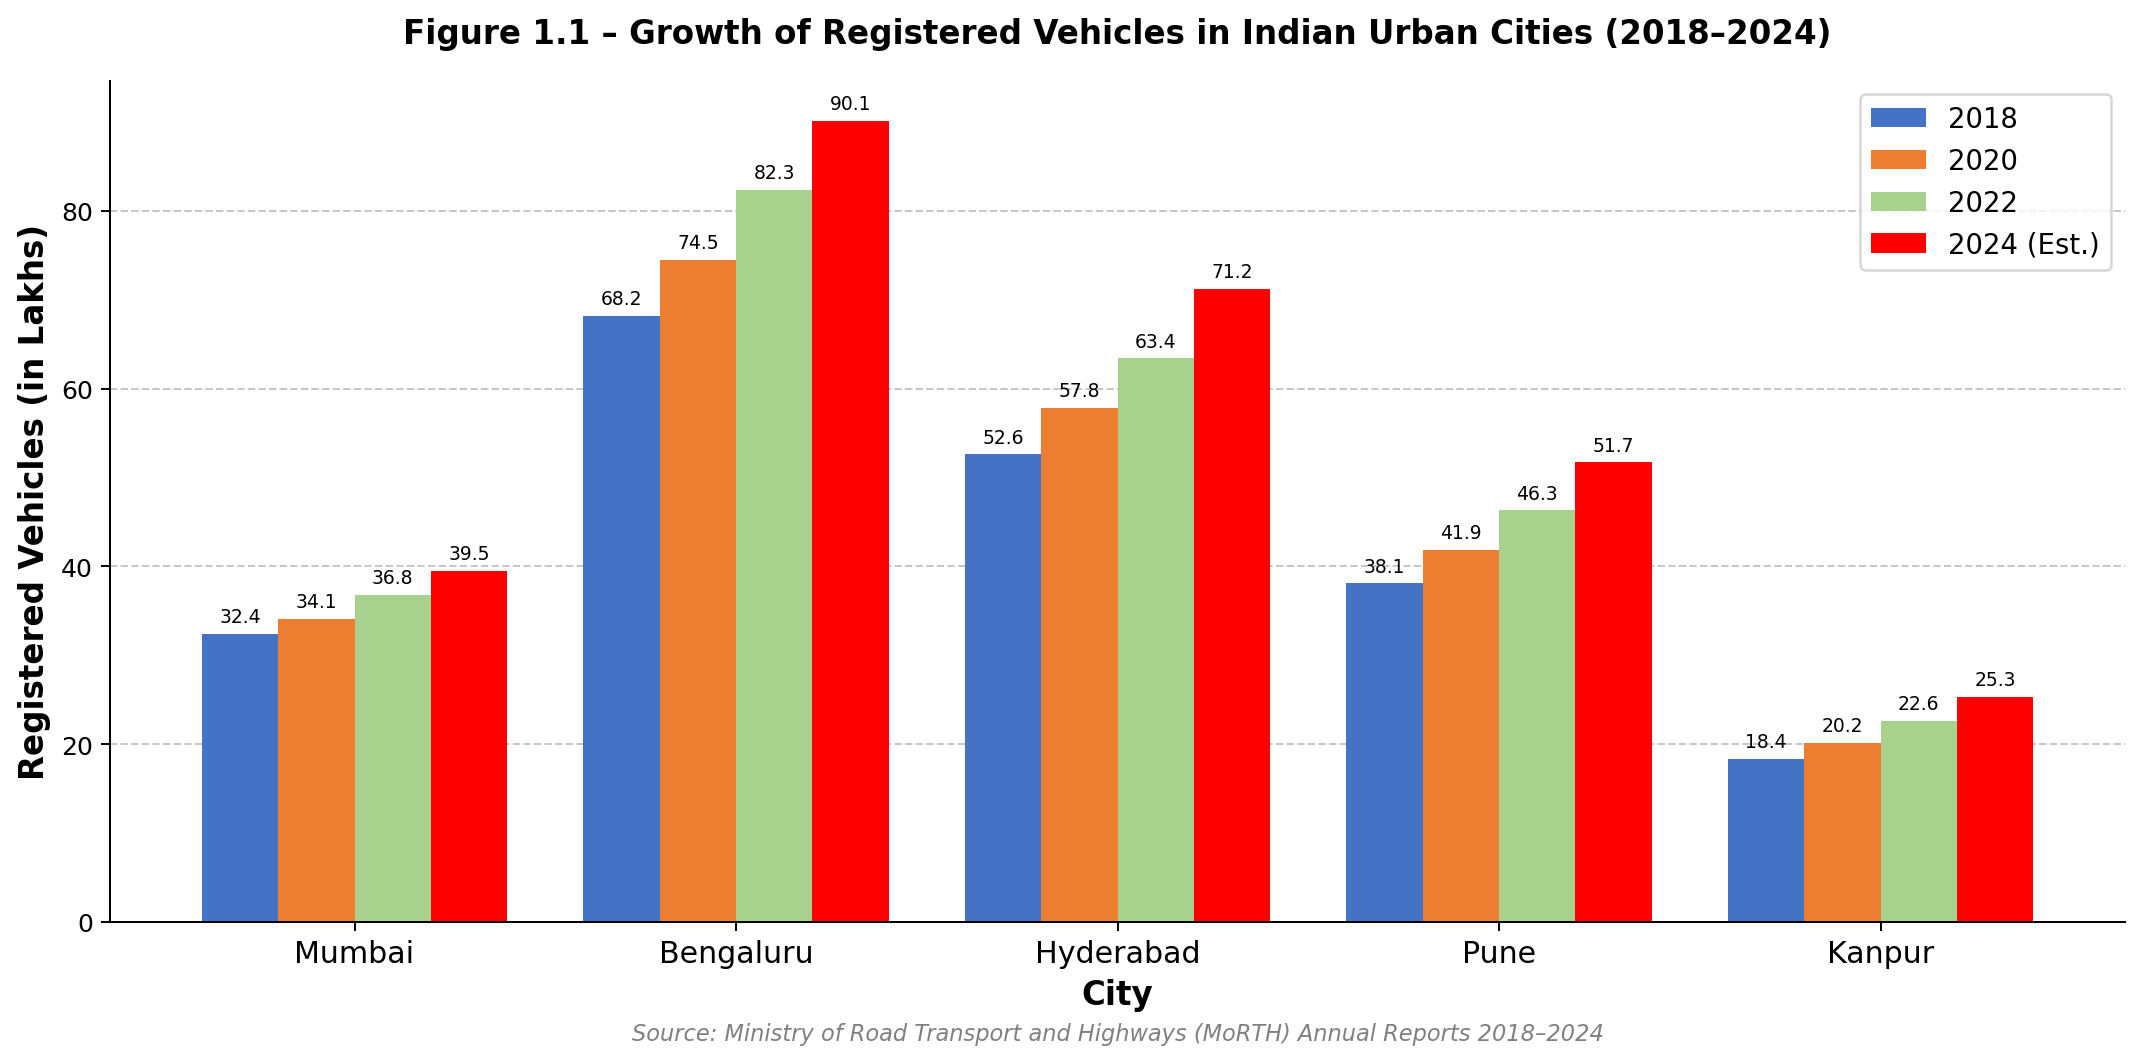 Figure 1.1 – Growth of Registered Vehicles in Indian Urban Cities (2018–2024)
2018
2020
2022
2024 (Est.)
Registered Vehicles (in Lakhs)
80
60
40
20
0
32.4
34.1
36.8
39.5
68.2
74.5
82.3
90.1
52.6
57.8
63.4
71.2
38.1
41.9
46.3
51.7
18.4
20.2
22.6
25.3
Mumbai
Bengaluru
Hyderabad
Pune
Kanpur
City
Source: Ministry of Road Transport and Highways (MoRTH) Annual Reports 2018–2024